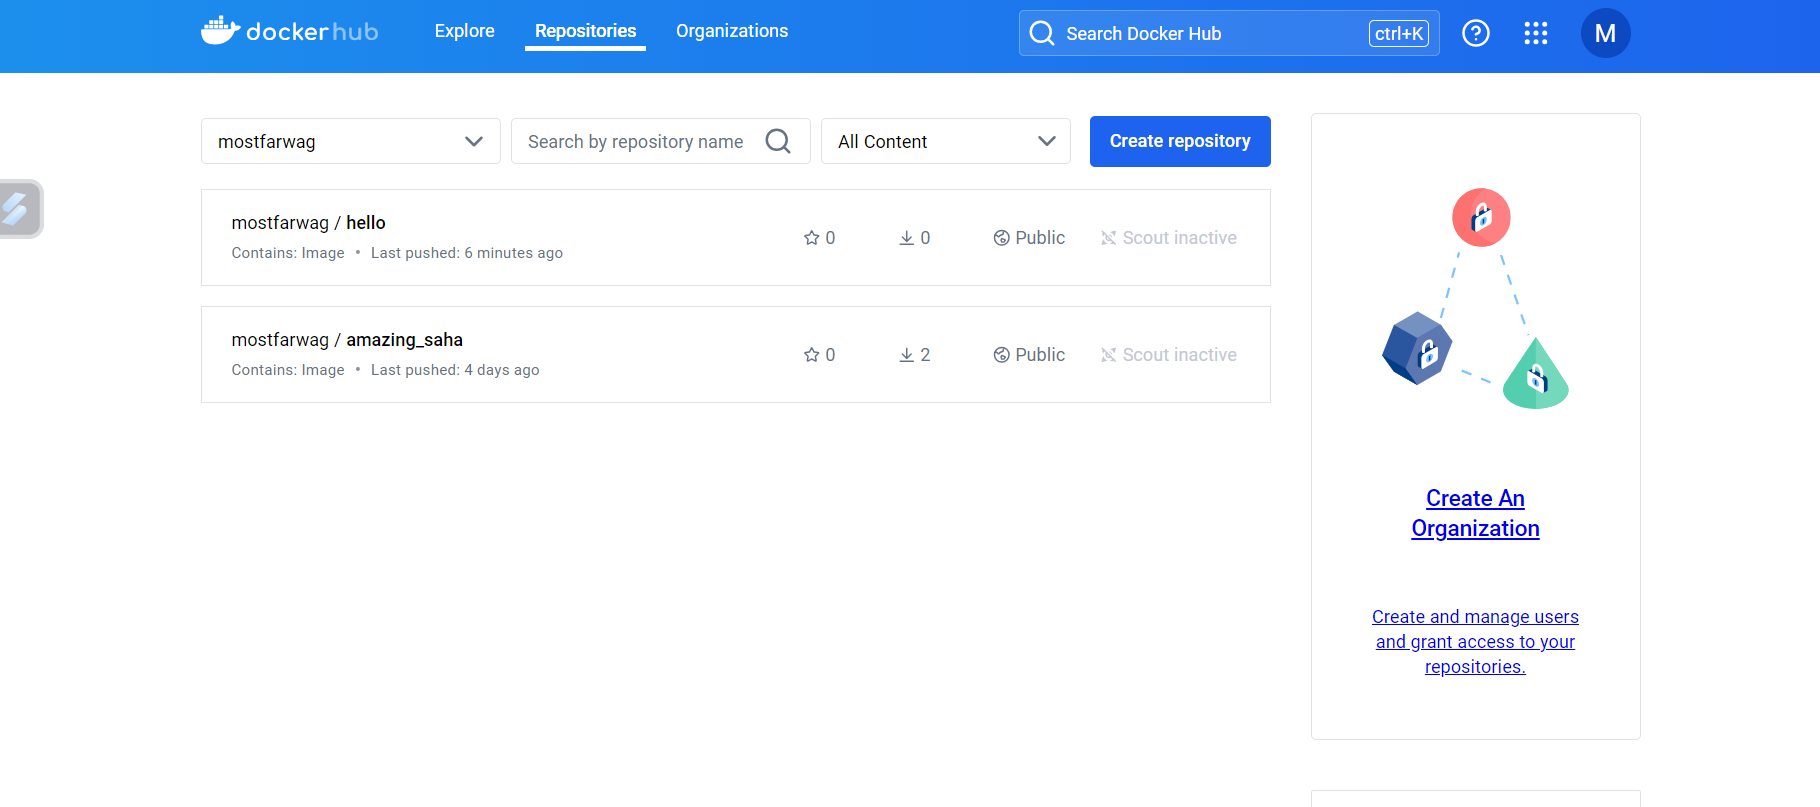 dockerhub
Explore
Repositories
Organizations
Search Docker Hub
ctrl+K
M
mostfarwag
Search by repository name
All Content
Create repository
mostfarwag / hello
0
0
Public
Scout inactive
Contains: Image • Last pushed: 6 minutes ago
mostfarwag / amazing_saha
0
2
Public
Scout inactive
Contains: Image • Last pushed: 4 days ago
Create An
Organization
Create and manage users
and grant access to your
repositories.